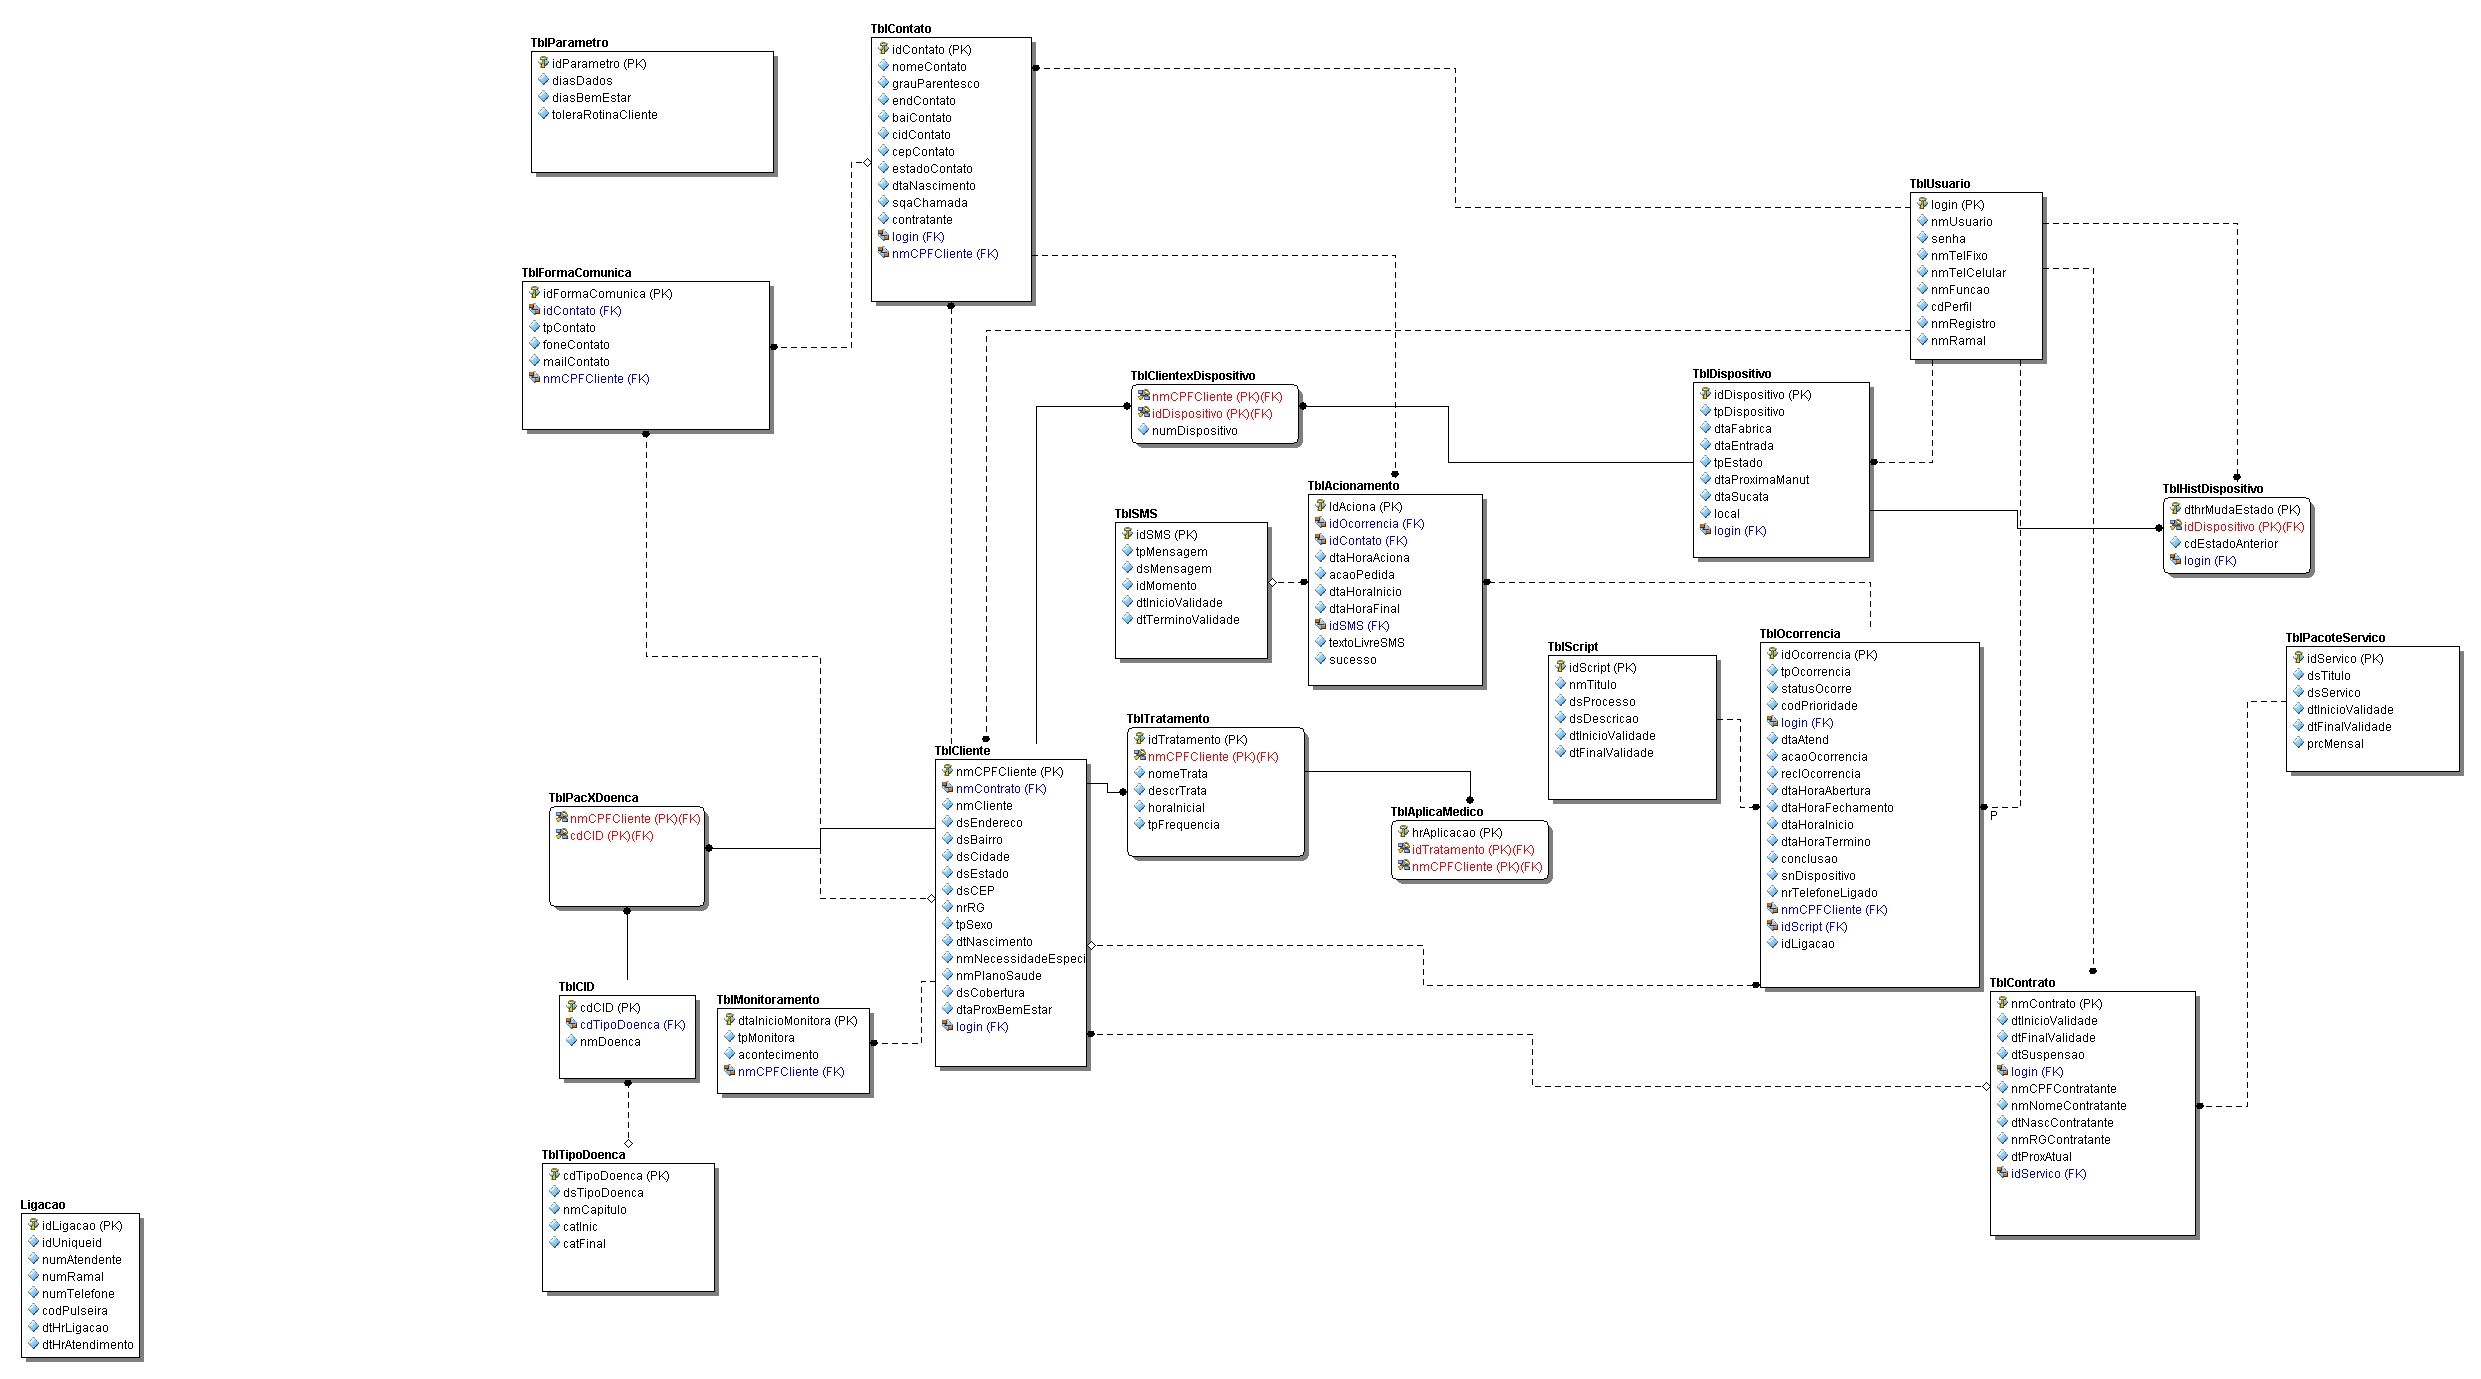 TblParametro
idParametro (PK)
diasDados
diasBemEstar
toleraRotinaCliente
TblContato
idContato (PK)
nomeContato
grauParentesco
endContato
baiContato
cidContato
cepContato
estadoContato
dtaNascimento
sqaChamada
contratante
login (FK)
nmCPFCliente (FK)
TblUsuario
login (PK)
nmUsuario
senha
nmTelFixo
nmTelCelular
nmFuncao
cdPerfil
nmRegistro
nmRamal
TblFormaComunica
idFormaComunica (PK)
idContato (FK)
tpContato
foneContato
mailContato
nmCPFCliente (FK)
TblClientexDispositivo
nmCPFCliente (PK)(FK)
idDispositivo (PK)(FK)
numDispositivo
TblDispositivo
idDispositivo (PK)
tpDispositivo
dtaFabrica
dtaEntrada
tpEstado
dtaProximaManut
dtaSucata
local
login (FK)
TblHistDispositivo
dthrMudaEstado (PK)
idDispositivo (PK)(FK)
cdEstadoAnterior
login (FK)
TblSMS
idSMS (PK)
tpMensagem
dsMensagem
idMomento
dtInicioValidade
dtTerminoValidade
TblAcionamento
IdAciona (PK)
idOcorrencia (FK)
idContato (FK)
dtaHoraAciona
acaoPedida
dtaHoraInicio
dtaHoraFinal
idSMS (FK)
textoLivreSMS
sucesso
TblScript
idScript (PK)
nmTitulo
dsProcesso
dsDescricao
dtInicioValidade
dtFinalValidade
TblOcorrencia
idOcorrencia (PK)
tpOcorrencia
statusOcorre
codPrioridade
login (FK)
dtaAtend
acaoOcorrencia
reclOcorrencia
dtaHoraAbertura
dtaHoraFechamento
dtaHoraInicio
dtaHoraTermino
conclusao
snDispositivo
nrTelefoneLigado
nmCPFCliente (FK)
idScript (FK)
idLigacao
P
TblPacoteServico
idServico (PK)
dsTitulo
dsServico
dtInicioValidade
dtFinalValidade
prcMensal
TblTratamento
idTratamento (PK)
nmCPFCliente (PK)(FK)
nomeTrata
descrTrata
horaInicial
tpFrequencia
TblAplicaMedico
hrAplicacao (PK)
idTratamento (PK)(FK)
nmCPFCliente (PK)(FK)
TblCliente
nmCPFCliente (PK)
nmContrato (FK)
nmCliente
dsEndereco
dsBairro
dsCidade
dsEstado
dsCEP
nrRG
tpSexo
dtNascimento
nmNecessidadeEspeci
nmPlanoSaude
dsCobertura
dtaProxBemEstar
login (FK)
TblPacXDoenca
nmCPFCliente (PK)(FK)
cdCID (PK)(FK)
TblCID
cdCID (PK)
cdTipoDoenca (FK)
nmDoenca
TblMonitoramento
dtaInicioMonitora (PK)
tpMonitora
acontecimento
nmCPFCliente (FK)
TblContrato
nmContrato (PK)
dtInicioValidade
dtFinalValidade
dtSuspensao
login (FK)
nmCPFContratante
nmNomeContratante
dtNascContratante
nmRGContratante
dtProxAtual
idServico (FK)
TblTipoDoenca
cdTipoDoenca (PK)
dsTipoDoenca
nmCapitulo
catInic
catFinal
Ligacao
idLigacao (PK)
idUniqueid
numAtendente
numRamal
numTelefone
codPulseira
dtHrLigacao
dtHrAtendimento